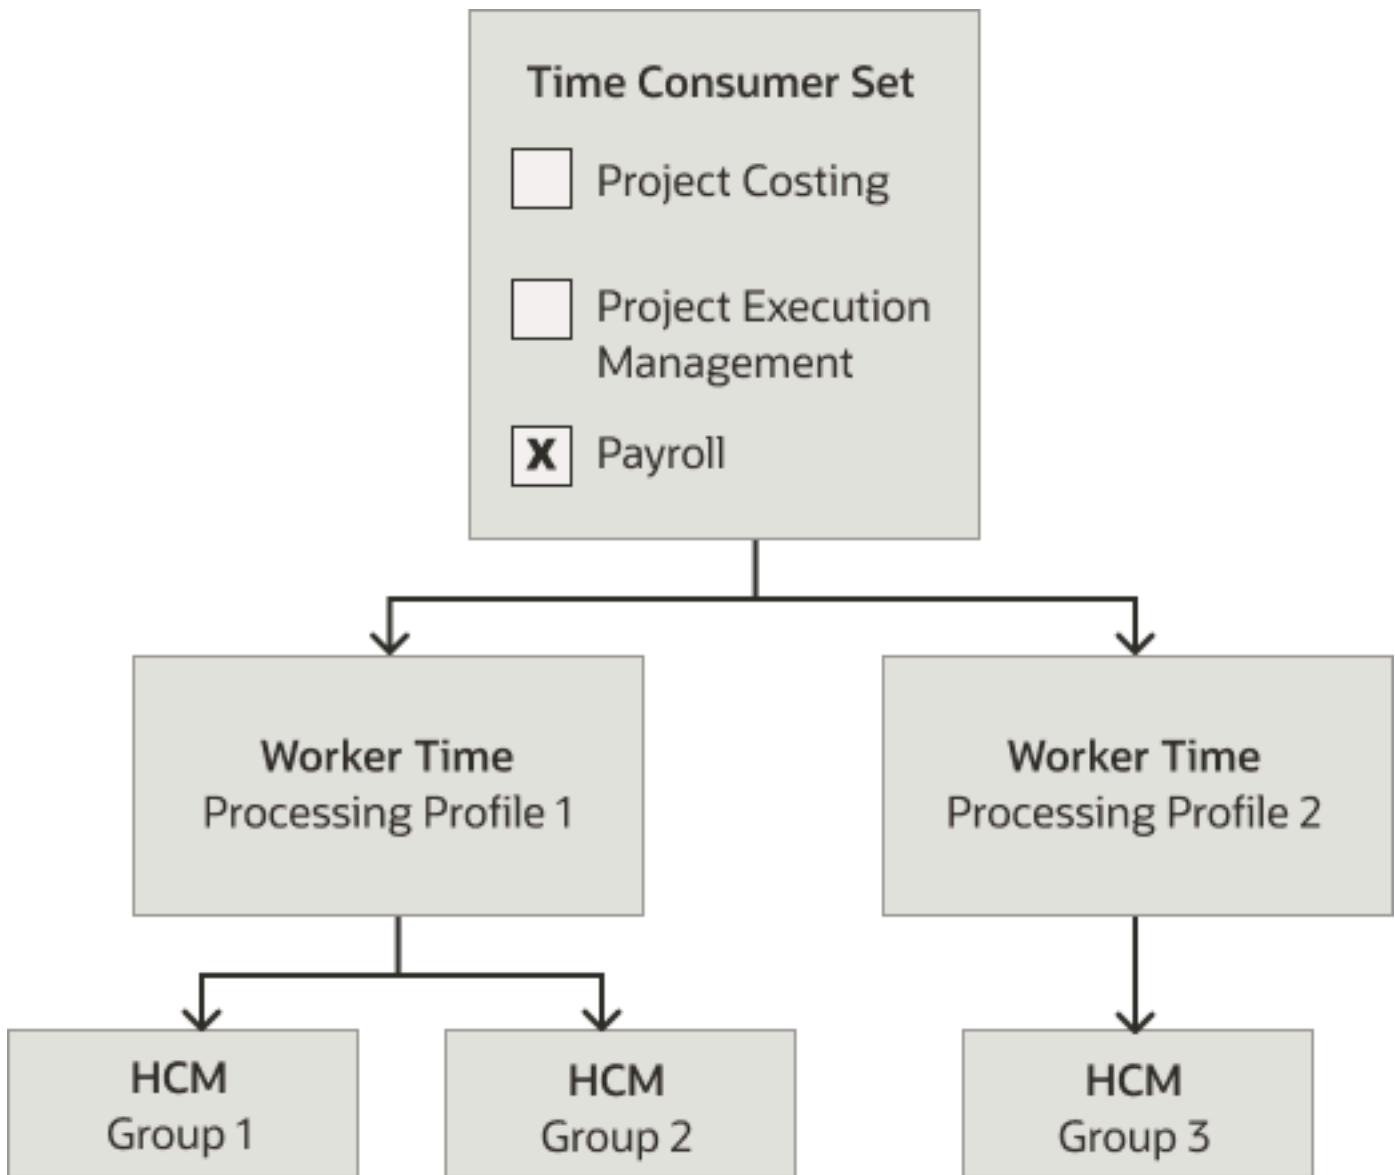 Time Consumer Set
Project Costing
Project Execution
Management
X Payroll
Worker Time
Processing Profile 1
Worker Time
Processing Profile 2
HCM
Group 1
HCM
Group 2
HCM
Group 3